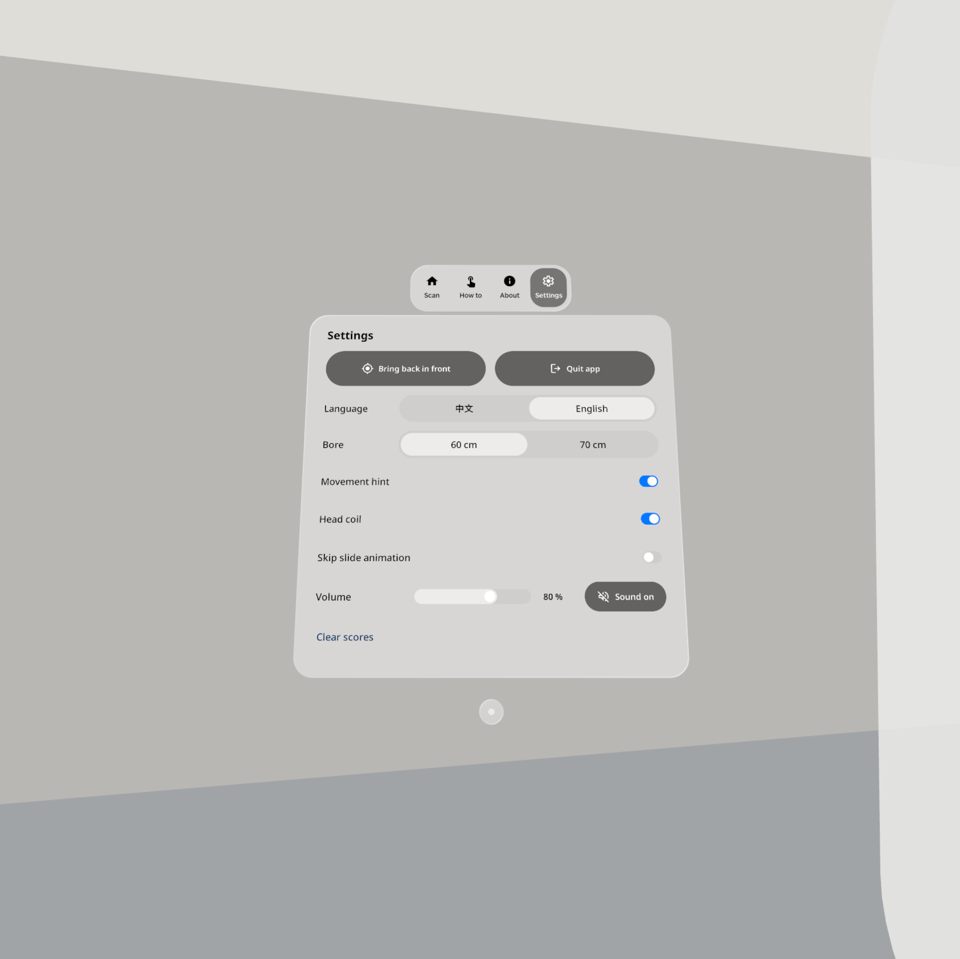 Scan
How to
About
Settings
Settings
Bring back in front
Quit app
Language
中文
English
Bore
60 cm
70 cm
Movement hint
Head coil
Skip slide animation
Volume
80 %
Sound on
Clear scores